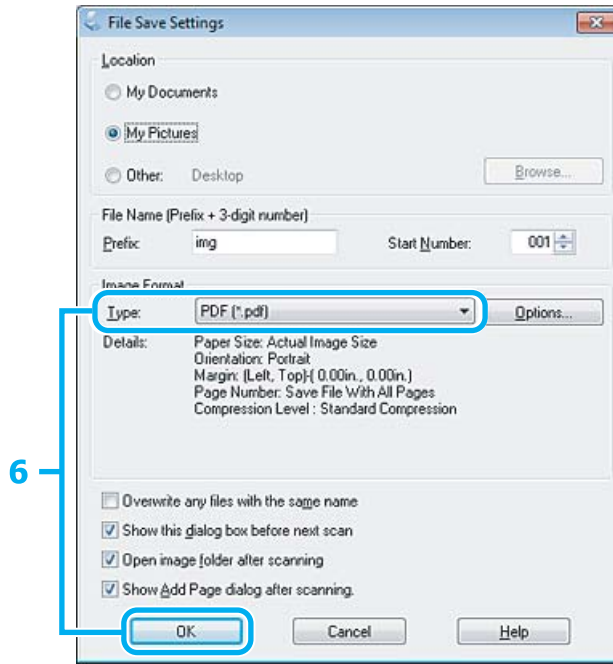 File Save Settings
Location
My Documents
My Pictures
Other: Desktop Browse...
File Name (Prefix + 3-digit number)
Prefix: img Start Number: 001
Image Format
Type: PDF (*.pdf) Options...
Details: Paper Size: Actual Image Size
Orientation: Portrait
Margin: (Left, Top)-( 0.00in., 0.00in.)
Page Number: Save File With All Pages
Compression Level : Standard Compression
6
Overwrite any files with the same name
Show this dialog box before next scan
Open image folder after scanning
Show Add Page dialog after scanning.
OK Cancel Help